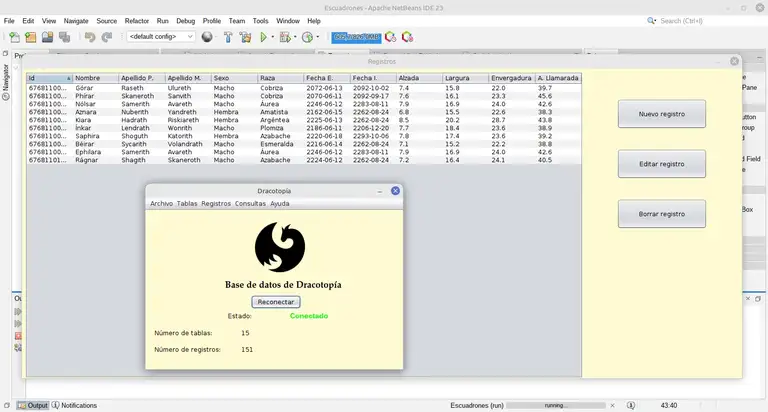 Escuadrones - Apache NetBeans IDE 23
File Edit View Navigate Source Refactor Run Debug Profile Team Tools Window Help
Search (Ctrl+I)
<default config>
Registros
Navigator
Id Nombre Apellido P. Apellido M. Sexo Raza Fecha E. Fecha I. Alzada Largura Envergadura A. Llamarada
67681100... Górar Raseth Ulureth Macho Cobriza 2072-06-13 2092-10-02 7.4 15.8 22.0 39.7
67681100... Phírar Skaneroth Sanvith Macho Cobriza 2070-06-11 2092-09-17 7.6 16.1 23.3 45.6
67681100... Nólsar Samerith Avareth Macho Áurea 2246-06-12 2283-08-11 7.9 16.9 24.0 42.6
67681100... Aznara Nubenth Yandreth Hembra Amatista 2162-06-15 2262-08-24 6.8 15.5 22.6 38.3
67681100... Kiara Hadrath Riskiareth Hembra Argéntea 2225-06-13 2262-08-24 8.5 20.2 28.7 43.8
67681100... Ínkar Lendrath Wonrith Macho Plomiza 2186-06-11 2206-12-20 7.7 18.4 23.6 38.9
67681100... Saphira Shoguth Katorith Hembra Azabache 2220-06-18 2293-10-06 7.8 17.4 23.6 39.2
67681100... Béirar Sycarith Volandrath Macho Esmeralda 2216-06-14 2262-08-24 7.1 15.2 22.2 38.8
67681100... Ephilara Samerith Avareth Hembra Áurea 2246-06-12 2283-08-11 7.9 16.9 24.0 42.6
67681101... Rágnar Shagith Skaneroth Macho Azabache 2224-06-12 2262-08-24 7.2 16.4 24.1 40.5
Nuevo registro
Editar registro
Borrar registro
Dracotopía
Archivo Tablas Registros Consultas Ayuda
Base de datos de Dracotopía
Reconectar
Estado: Conectado
Número de tablas: 15
Número de registros: 151
Output Notifications Escuadrones (run) running... 43:40